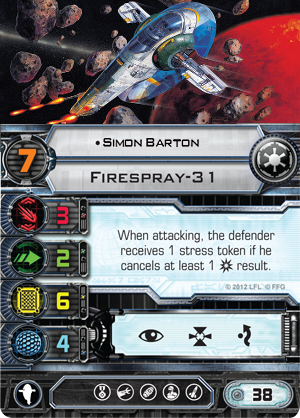 • Simon Barton
7
Firespray-31
3
When attacking, the defender
receives 1 stress token if he
cancels at least 1 result.
2
© 2012 LFL © FFG
6
4
38